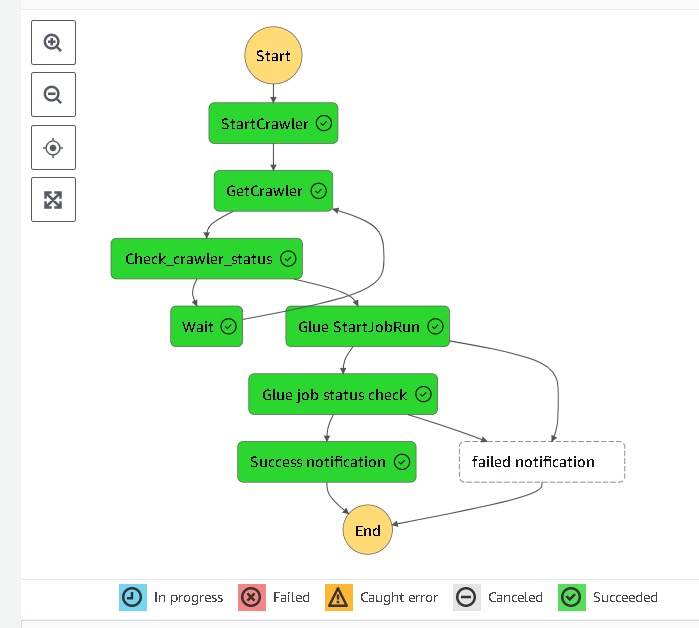 Start
StartCrawler
GetCrawler
Check_crawler_status
Wait
Glue StartJobRun
Glue job status check
Success notification
failed notification
End
In progress
Failed
Caught error
Canceled
Succeeded